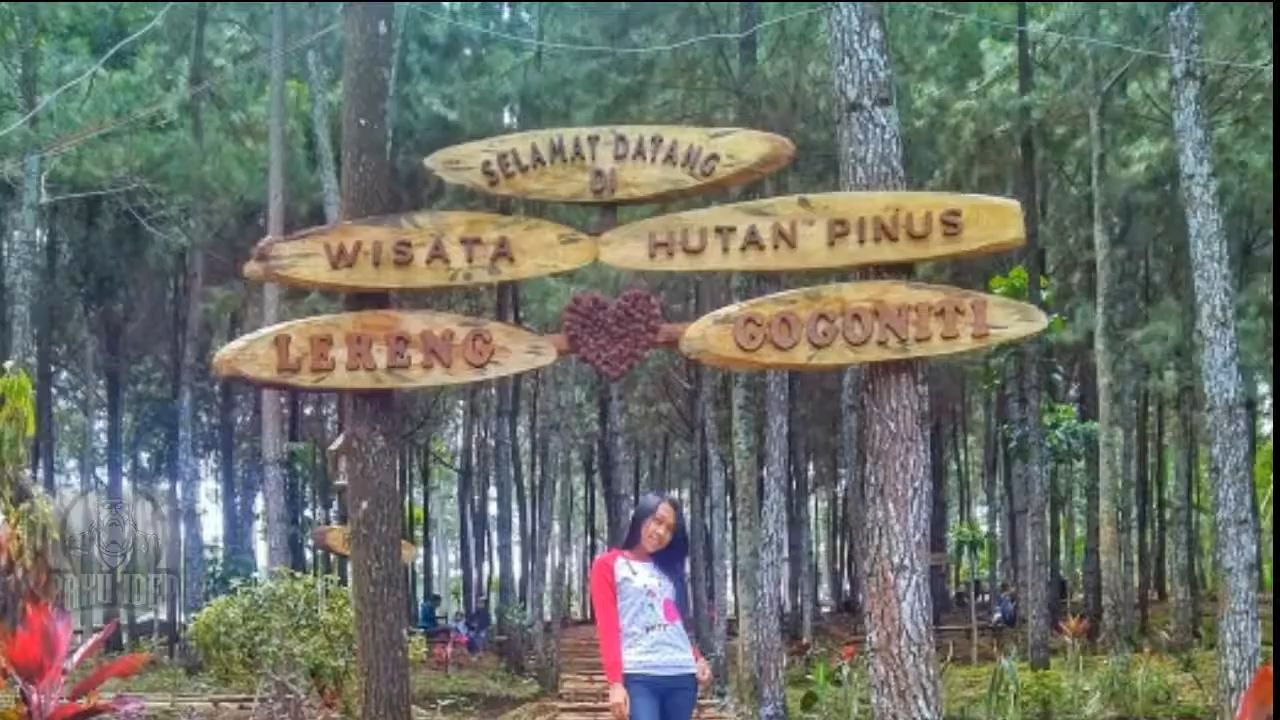 SELAMAT DATANG
DI
WISATA HUTAN PINUS
LERENG GOGONITI